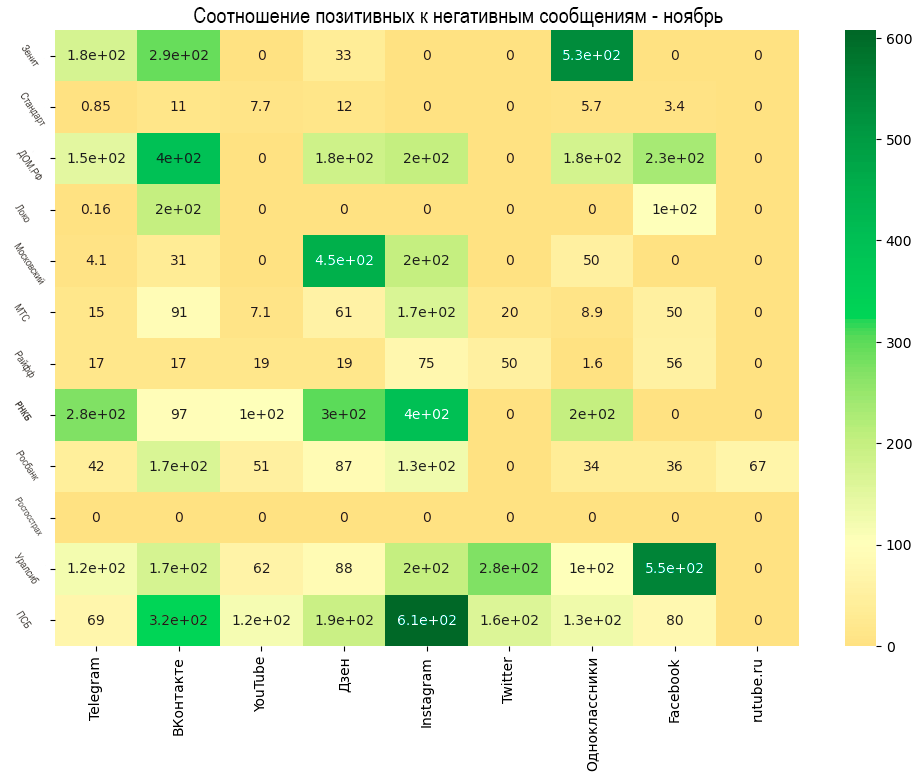 Соотношение позитивных к негативным сообщениям - ноябрь
Зенит 1.8e+02 2.9e+02 0 33 0 0 5.3e+02 0 0
Стандарт 0.85 11 7.7 12 0 0 5.7 3.4 0
ДОМ.РФ 1.5e+02 4e+02 0 1.8e+02 2e+02 0 1.8e+02 2.3e+02 0
Локо 0.16 2e+02 0 0 0 0 0 1e+02 0
Московский 4.1 31 0 4.5e+02 2e+02 0 50 0 0
МТС 15 91 7.1 61 1.7e+02 20 8.9 50 0
Райфф 17 17 19 19 75 50 1.6 56 0
РНКБ 2.8e+02 97 1e+02 3e+02 4e+02 0 2e+02 0 0
Росбанк 42 1.7e+02 51 87 1.3e+02 0 34 36 67
Росгосстрах 0 0 0 0 0 0 0 0 0
Уралсиб 1.2e+02 1.7e+02 62 88 2e+02 2.8e+02 1e+02 5.5e+02 0
ПСБ 69 3.2e+02 1.2e+02 1.9e+02 6.1e+02 1.6e+02 1.3e+02 80 0
Telegram
ВКонтакте
YouTube
Дзен
Instagram
Twitter
Одноклассники
Facebook
rutube.ru
600
500
400
300
200
100
0